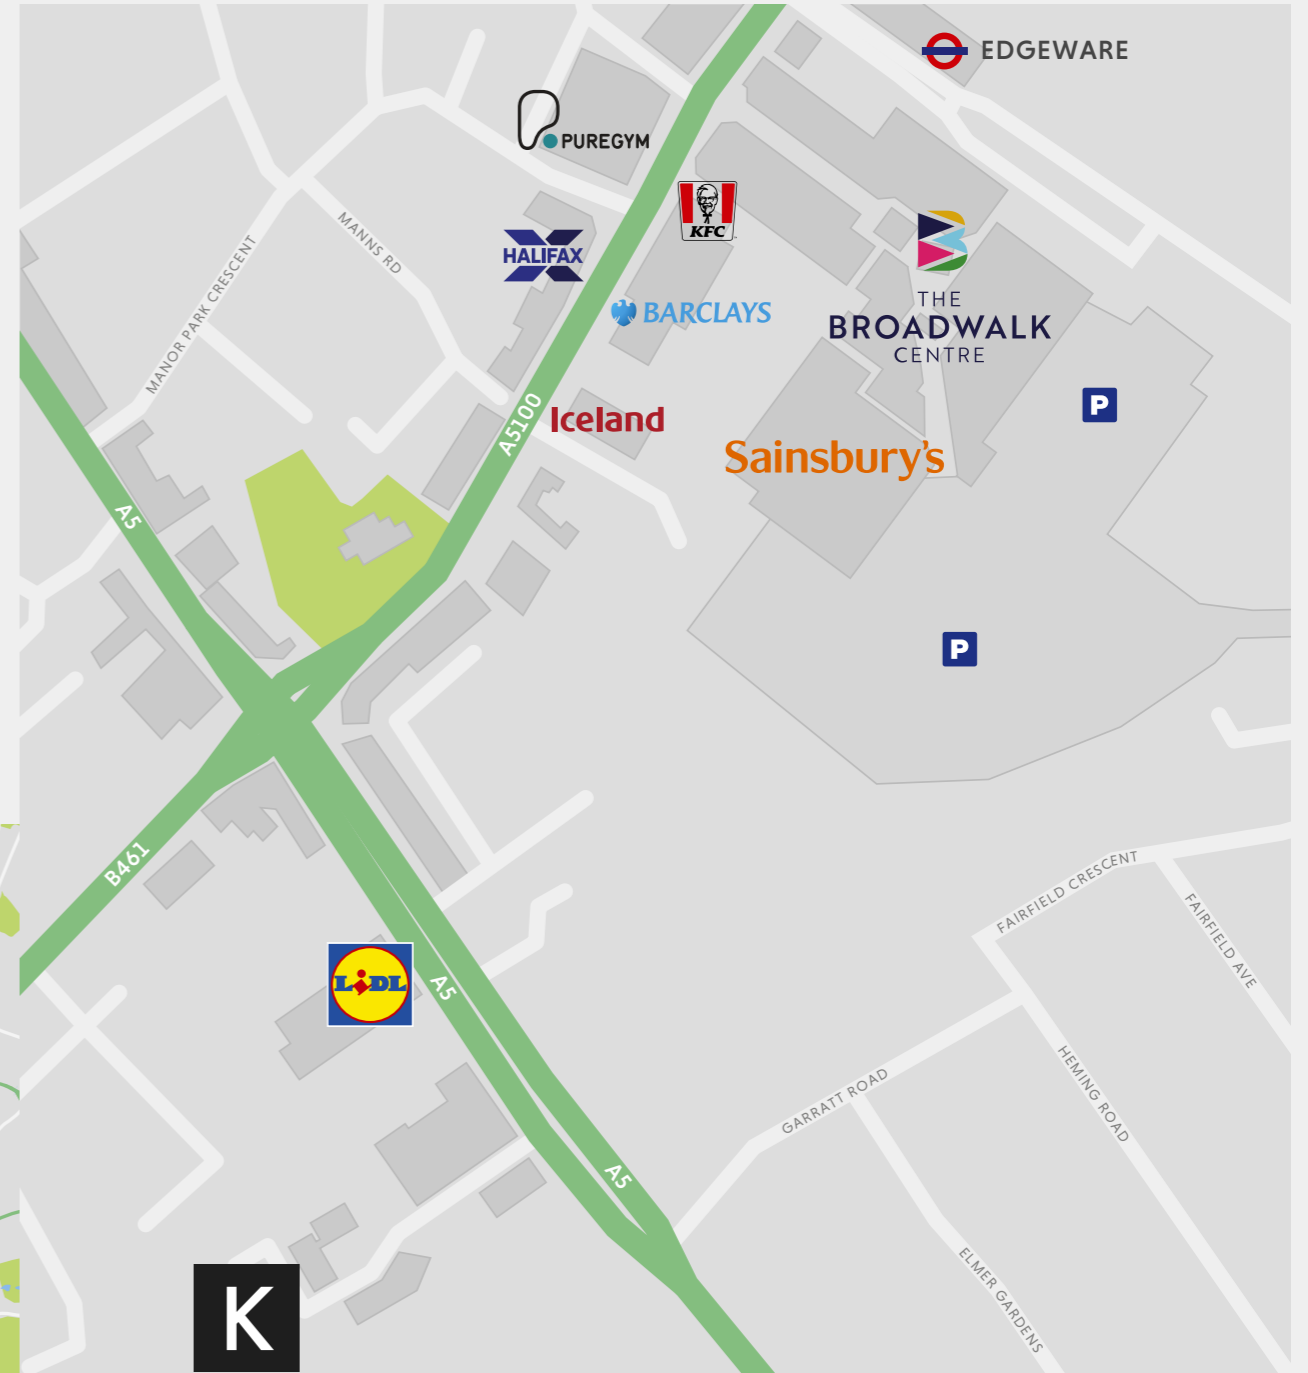 EDGEWARE
PUREGYM
KFC
MANNS RD
HALIFAX
MANOR PARK CRESCENT
BARCLAYS
THE
BROADWALK
CENTRE
P
A5100
Iceland
Sainsbury's
A5
P
B461
FAIRFIELD CRESCENT
FAIRFIELD AVE
LIDL
A5
HEMING ROAD
GARRATT ROAD
A5
ELMER GARDENS
K